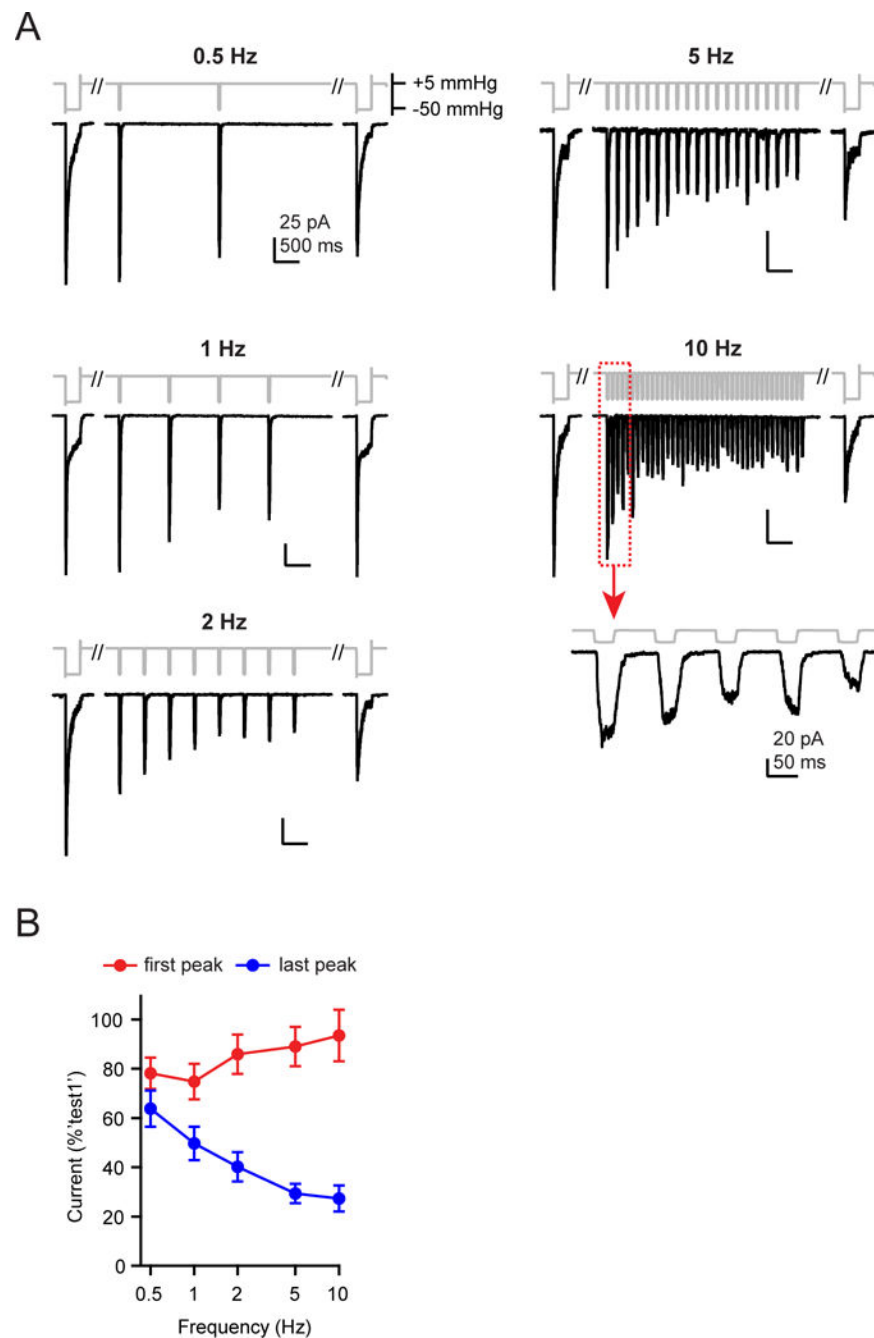 A
0.5 Hz
//
//
+5 mmHg
-50 mmHg
25 pA
500 ms
5 Hz
//
//
1 Hz
//
//
10 Hz
//
//
2 Hz
//
//
20 pA
50 ms
B
first peak
last peak
Current (%'test1')
100
80
60
40
20
0
0.5 1 2 5 10
Frequency (Hz)